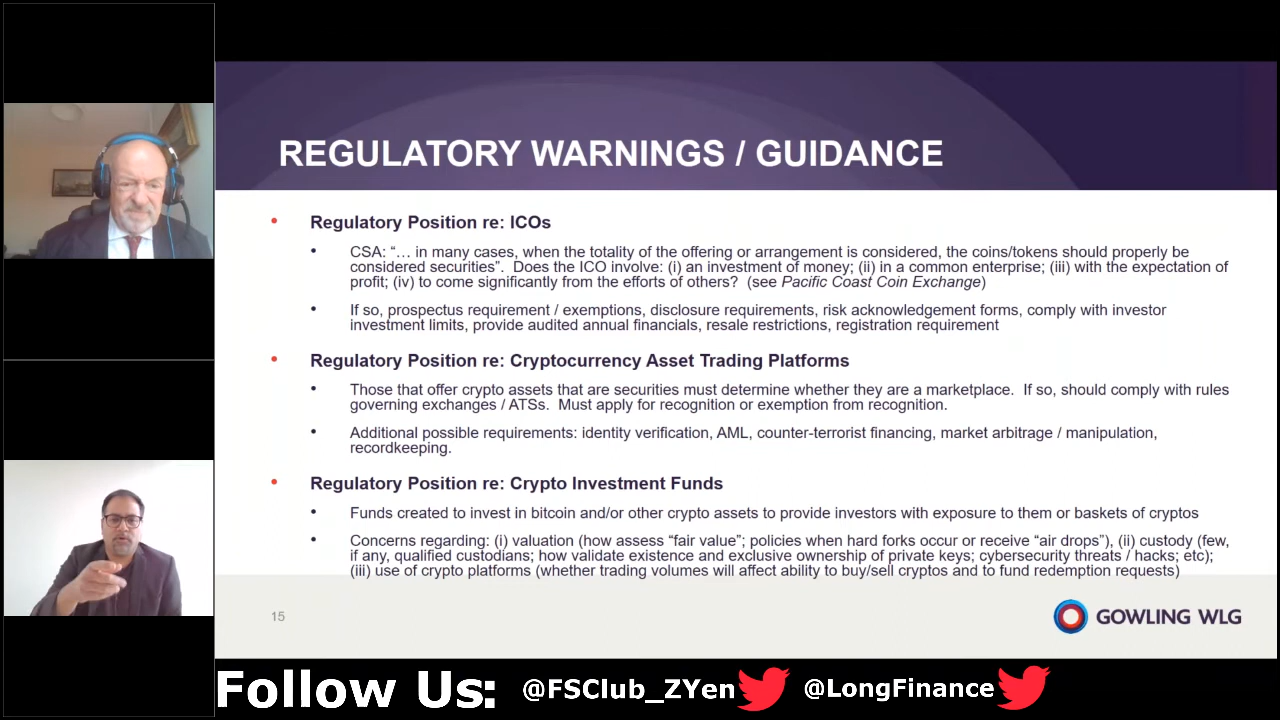 REGULATORY WARNINGS / GUIDANCE
• Regulatory Position re: ICOs
• CSA: “… in many cases, when the totality of the offering or arrangement is considered, the coins/tokens should properly be
considered securities”.  Does the ICO involve: (i) an investment of money; (ii) in a common enterprise; (iii) with the expectation of
profit; (iv) to come significantly from the efforts of others?  (see Pacific Coast Coin Exchange)
• If so, prospectus requirement / exemptions, disclosure requirements, risk acknowledgement forms, comply with investor
investment limits, provide audited annual financials, resale restrictions, registration requirement
• Regulatory Position re: Cryptocurrency Asset Trading Platforms
• Those that offer crypto assets that are securities must determine whether they are a marketplace.  If so, should comply with rules
governing exchanges / ATSs.  Must apply for recognition or exemption from recognition.
• Additional possible requirements: identity verification, AML, counter-terrorist financing, market arbitrage / manipulation,
recordkeeping.
• Regulatory Position re: Crypto Investment Funds
• Funds created to invest in bitcoin and/or other crypto assets to provide investors with exposure to them or baskets of cryptos
• Concerns regarding: (i) valuation (how assess “fair value”; policies when hard forks occur or receive “air drops”), (ii) custody (few,
if any, qualified custodians; how validate existence and exclusive ownership of private keys; cybersecurity threats / hacks; etc);
(iii) use of crypto platforms (whether trading volumes will affect ability to buy/sell cryptos and to fund redemption requests)
15
GOWLING WLG
Follow Us: @FSClub_ZYen @LongFinance